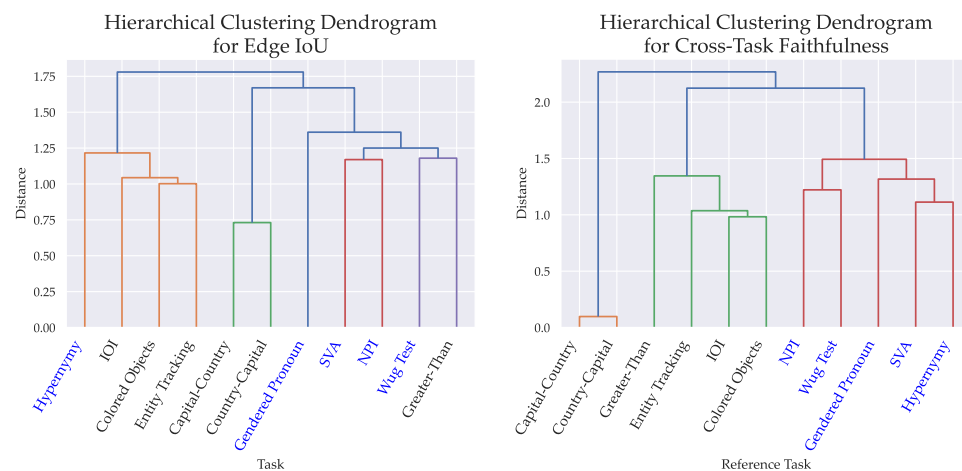 Hierarchical Clustering Dendrogram
for Edge IoU
Distance
1.75
1.50
1.25
1.00
0.75
0.50
0.25
0.00
Hypernymy
IOI
Colored Objects
Entity Tracking
Capital-Country
Country-Capital
Gendered Pronoun
SVA
NPI
Wug Test
Greater-Than
Task
Hierarchical Clustering Dendrogram
for Cross-Task Faithfulness
Distance
2.0
1.5
1.0
0.5
0.0
Capital-Country
Country-Capital
Greater-Than
Entity Tracking
IOI
Colored Objects
NPI
Wug Test
Gendered Pronoun
SVA
Hypernymy
Reference Task